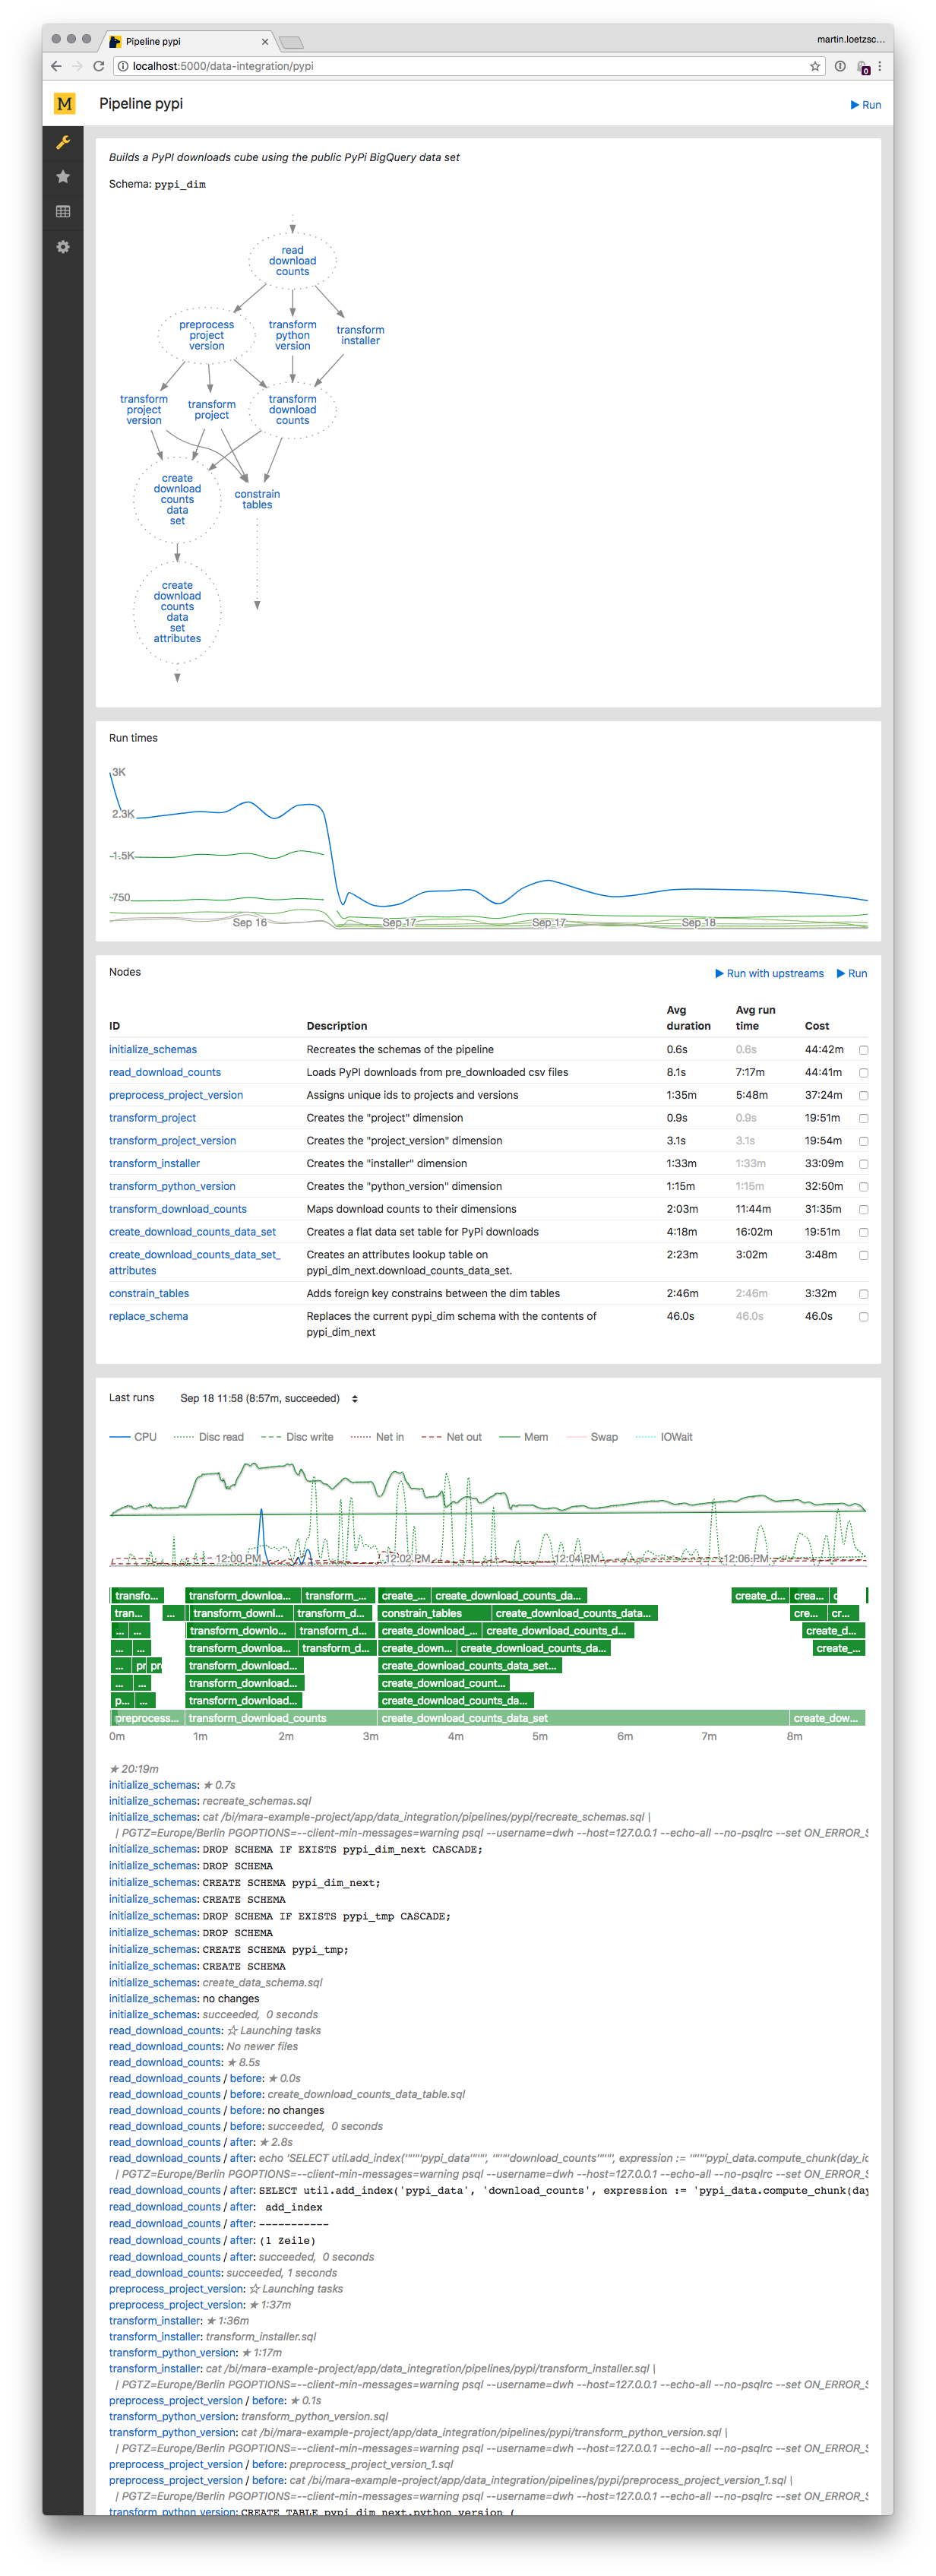 Pipeline pypi
martin.loetzsc...
localhost:5000/data-integration/pypi
0
M
Pipeline pypi
Run
Builds a PyPI downloads cube using the public PyPi BigQuery data set
Schema: pypi_dim
read
download
counts
preprocess
project
version
transform
python
version
transform
installer
transform
project
version
transform
project
transform
download
counts
create
download
counts
data
set
constrain
tables
create
download
counts
data
set
attributes
Run times
3K
2.3K
1.5K
750
Sep 16
Sep 17
Sep 17
Sep 18
Nodes
Run with upstreams
Run
ID Description Avg duration Avg run time Cost
initialize_schemas Recreates the schemas of the pipeline 0.6s 0.6s 44:42m
read_download_counts Loads PyPI downloads from pre_downloaded csv files 8.1s 7:17m 44:41m
preprocess_project_version Assigns unique ids to projects and versions 1:35m 5:48m 37:24m
transform_project Creates the "project" dimension 0.9s 0.9s 19:51m
transform_project_version Creates the "project_version" dimension 3.1s 3.1s 19:54m
transform_installer Creates the "installer" dimension 1:33m 1:33m 33:09m
transform_python_version Creates the "python_version" dimension 1:15m 1:15m 32:50m
transform_download_counts Maps download counts to their dimensions 2:03m 11:44m 31:35m
create_download_counts_data_set Creates a flat data set table for PyPi downloads 4:18m 16:02m 19:51m
create_download_counts_data_set_ Creates an attributes lookup table on 2:23m 3:02m 3:48m
attributes pypi_dim_next.download_counts_data_set.
constrain_tables Adds foreign key constrains between the dim tables 2:46m 2:46m 3:32m
replace_schema Replaces the current pypi_dim schema with the contents of 46.0s 46.0s 46.0s
pypi_dim_next
Last runs Sep 18 11:58 (8:57m, succeeded)
CPU Disc read Disc write Net in Net out Mem Swap IOWait
12:00 PM 12:02 PM 12:04 PM 12:06 PM
transfo... transform_downloa... transform_... create_... create_download_counts_da... create_d... crea... c
tran... ... transform_downl... transform_d... constrain_tables create_download_counts_data... cre... cr...
... ... transform_downlo... transform_d... create_download_... create_download_counts_d... create_d...
... ... transform_downloa... transform_d... create_down... create_download_counts_da... create_...
... pr pr transform_download... create_download_counts_data_set...
... ... transform_download... create_download_count...
p... ... transform_download... create_download_counts_da...
preprocess... transform_download_counts create_download_counts_data_set create_dow...
0m 1m 2m 3m 4m 5m 6m 7m 8m
★ 20:19m
initialize_schemas: ★ 0.7s
initialize_schemas: recreate_schemas.sql
initialize_schemas: cat /bi/mara-example-project/app/data_integration/pipelines/pypi/recreate_schemas.sql |
| PGTZ=Europe/Berlin PGOPTIONS=--client-min-messages=warning psql --username=dwh --host=127.0.0.1 --echo-all --no-psqlrc --set ON_ERROR_S
initialize_schemas: DROP SCHEMA IF EXISTS pypi_dim_next CASCADE;
initialize_schemas: DROP SCHEMA
initialize_schemas: CREATE SCHEMA pypi_dim_next;
initialize_schemas: CREATE SCHEMA
initialize_schemas: DROP SCHEMA IF EXISTS pypi_tmp CASCADE;
initialize_schemas: DROP SCHEMA
initialize_schemas: CREATE SCHEMA pypi_tmp;
initialize_schemas: CREATE SCHEMA
initialize_schemas: create_data_schema.sql
initialize_schemas: no changes
initialize_schemas: succeeded, 0 seconds
read_download_counts: ☆ Launching tasks
read_download_counts: No newer files
read_download_counts: ★ 8.5s
read_download_counts / before: ★ 0.0s
read_download_counts / before: create_download_counts_data_table.sql
read_download_counts / before: no changes
read_download_counts / before: succeeded, 0 seconds
read_download_counts / after: ★ 2.8s
read_download_counts / after: echo 'SELECT util.add_index('"'"'pypi_data'"'"', '"'"'download_counts'"'"', expression := '"'"'pypi_data.compute_chunk(day_id
| PGTZ=Europe/Berlin PGOPTIONS=--client-min-messages=warning psql --username=dwh --host=127.0.0.1 --echo-all --no-psqlrc --set ON_ERROR_S
read_download_counts / after: SELECT util.add_index('pypi_data', 'download_counts', expression := 'pypi_data.compute_chunk(day
read_download_counts / after: add_index
read_download_counts / after: -----------
read_download_counts / after: (1 Zeile)
read_download_counts / after: succeeded, 0 seconds
read_download_counts: succeeded, 1 seconds
preprocess_project_version: ☆ Launching tasks
preprocess_project_version: ★ 1:37m
transform_installer: ★ 1:36m
transform_installer: transform_installer.sql
transform_python_version: ★ 1:17m
transform_installer: cat /bi/mara-example-project/app/data_integration/pipelines/pypi/transform_installer.sql |
| PGTZ=Europe/Berlin PGOPTIONS=--client-min-messages=warning psql --username=dwh --host=127.0.0.1 --echo-all --no-psqlrc --set ON_ERROR_S
preprocess_project_version / before: ★ 0.1s
transform_python_version: transform_python_version.sql
transform_python_version: cat /bi/mara-example-project/app/data_integration/pipelines/pypi/transform_python_version.sql |
| PGTZ=Europe/Berlin PGOPTIONS=--client-min-messages=warning psql --username=dwh --host=127.0.0.1 --echo-all --no-psqlrc --set ON_ERROR_S
preprocess_project_version / before: preprocess_project_version_1.sql
preprocess_project_version / before: cat /bi/mara-example-project/app/data_integration/pipelines/pypi/preprocess_project_version_1.sql |
| PGTZ=Europe/Berlin PGOPTIONS=--client-min-messages=warning psql --username=dwh --host=127.0.0.1 --echo-all --no-psqlrc --set ON_ERROR_S
transform_python_version: CREATE TABLE pypi_dim_next.python_version (